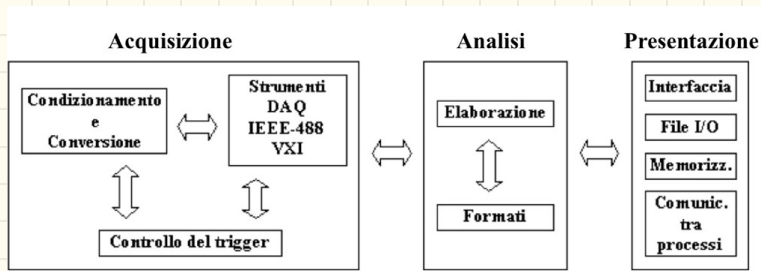 Acquisizione
Condizionamento
e
Conversione
Strumenti
DAQ
IEEE-488
VXI
Controllo del trigger
Analisi
Elaborazione
Formati
Presentazione
Interfaccia
File I/O
Memorizz.
Comunic.
tra
processi